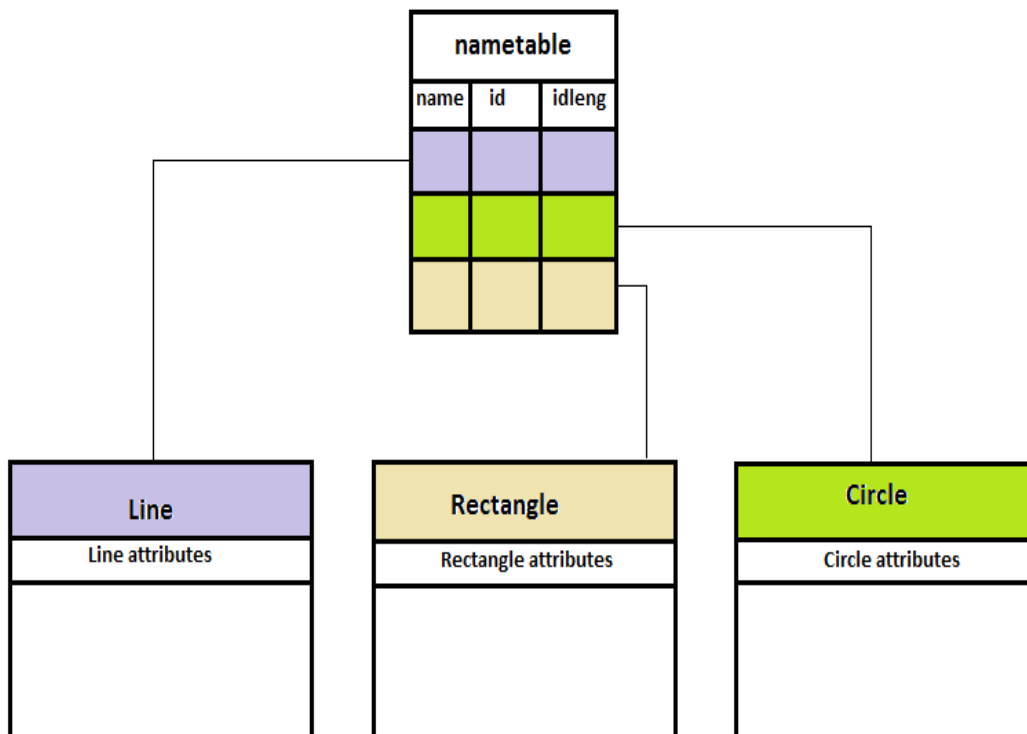 nametable
name id idleng
Line Rectangle Circle
Line attributes Rectangle attributes Circle attributes